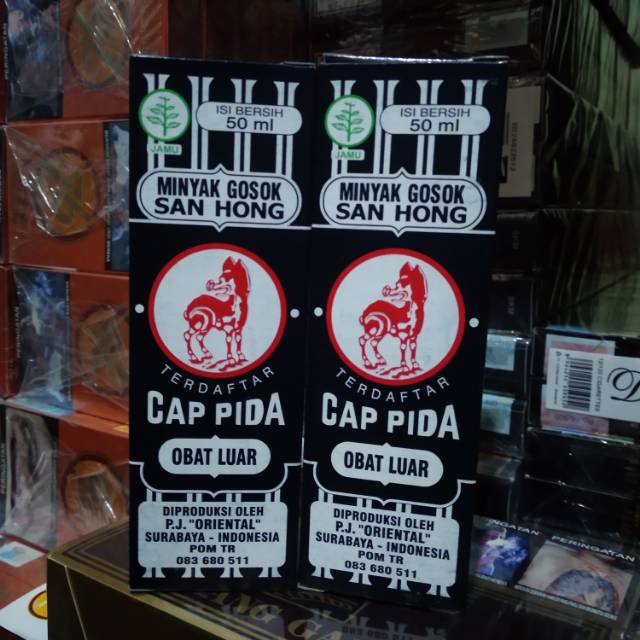 ISI BERSIH
50 ml
JAMU
MINYAK GOSOK
SAN HONG
TERDAFTAR
CAP PIDA
OBAT LUAR
DIPRODUKSI OLEH
P.J. "ORIENTAL"
SURABAYA - INDONESIA
POM TR
083 680 511
ISI BERSIH
50 ml
JAMU
MINYAK GOSOK
SAN HONG
TERDAFTAR
CAP PIDA
OBAT LUAR
DIPRODUKSI OLEH
P.J. "ORIENTAL"
SURABAYA - INDONESIA
POM TR
083 680 511